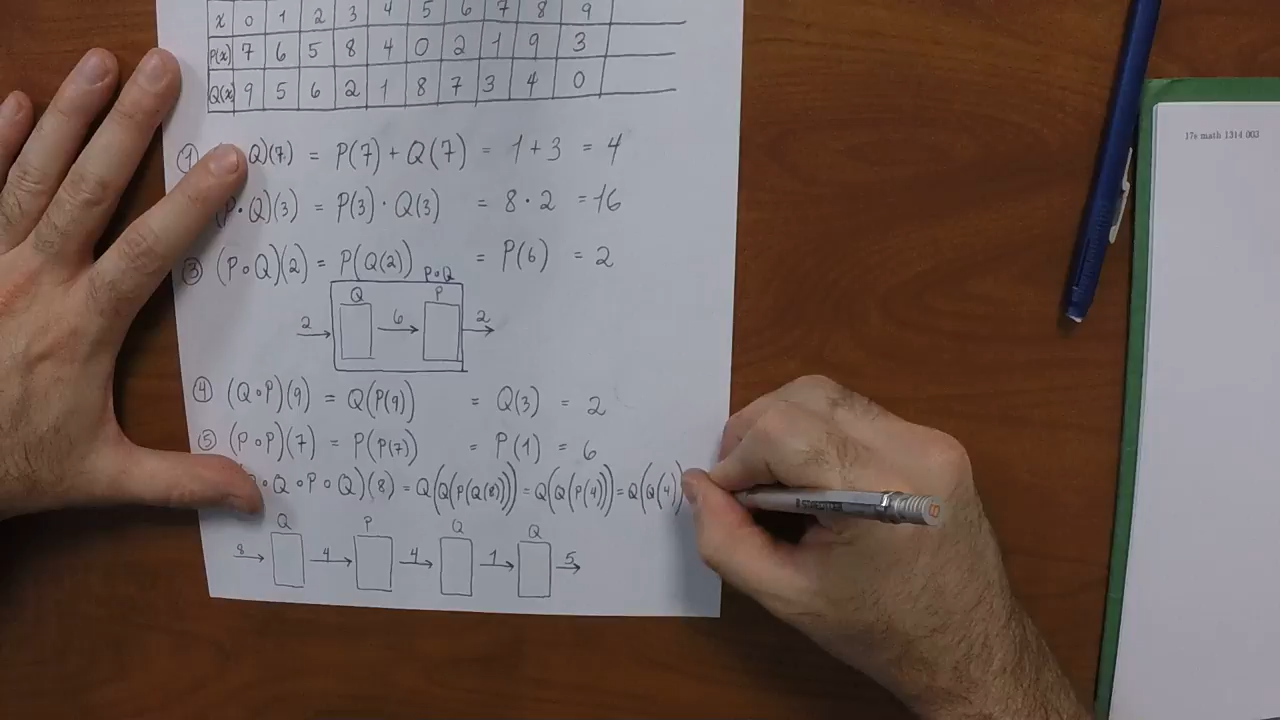 x 0 1 2 3 4 5 6 7 8 9
P(x) 7 6 5 8 4 0 2 1 9 3
Q(x) 9 5 6 2 1 8 7 3 4 0
① Q)(7) = P(7) + Q(7) = 1 + 3 = 4
(P·Q)(3) = P(3) · Q(3) = 8 · 2 = 16
③ (P∘Q)(2) = P(Q(2)) = P(6) = 2
P∘Q
Q P
2 6 2
④ (Q∘P)(9) = Q(P(9)) = Q(3) = 2
⑤ (P∘P)(7) = P(P(7)) = P(1) = 6
∘Q∘P∘Q)(8) = Q(Q(P(Q(8)))) = Q(Q(P(4))) = Q(Q(4))
Q P Q Q
8 4 4 1 5
17s math 1314 003
STAEDTLER